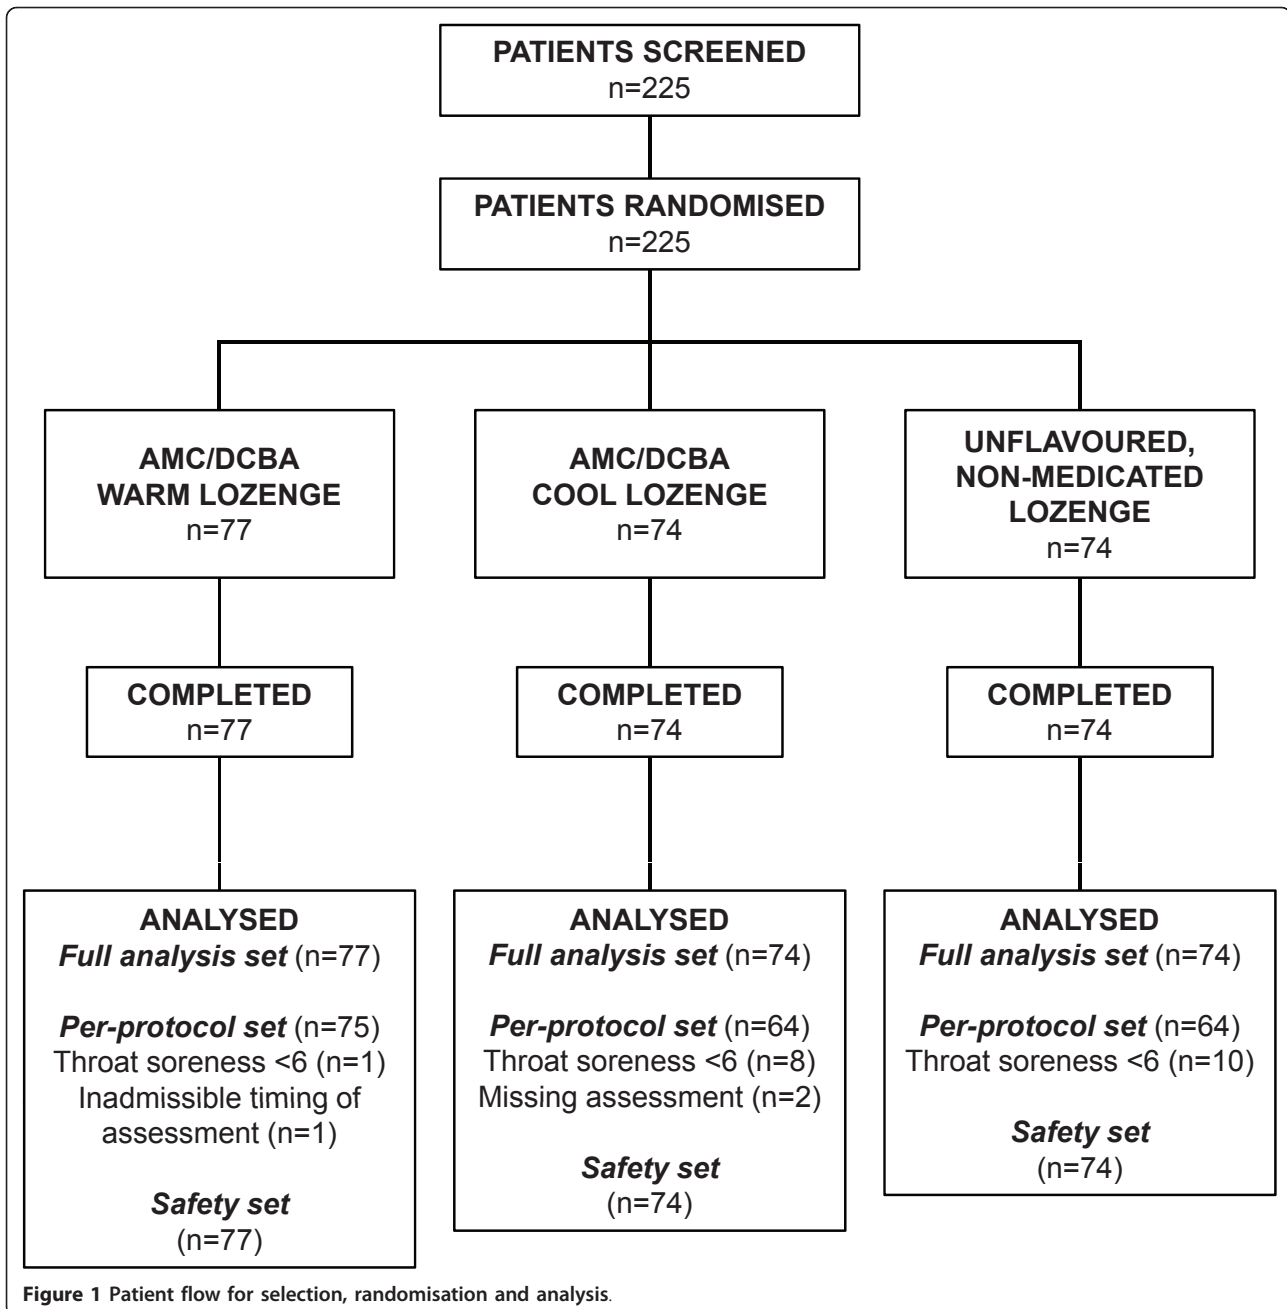 PATIENTS SCREENED
n=225
PATIENTS RANDOMISED
n=225
AMC/DCBA
WARM LOZENGE
n=77
AMC/DCBA
COOL LOZENGE
n=74
UNFLAVOURED,
NON-MEDICATED
LOZENGE
n=74
COMPLETED
n=77
COMPLETED
n=74
COMPLETED
n=74
ANALYSED
Full analysis set (n=77)
Per-protocol set (n=75)
Throat soreness <6 (n=1)
Inadmissible timing of
assessment (n=1)
Safety set
(n=77)
ANALYSED
Full analysis set (n=74)
Per-protocol set (n=64)
Throat soreness <6 (n=8)
Missing assessment (n=2)
Safety set
(n=74)
ANALYSED
Full analysis set (n=74)
Per-protocol set (n=64)
Throat soreness <6 (n=10)
Safety set
(n=74)
Figure 1 Patient flow for selection, randomisation and analysis.